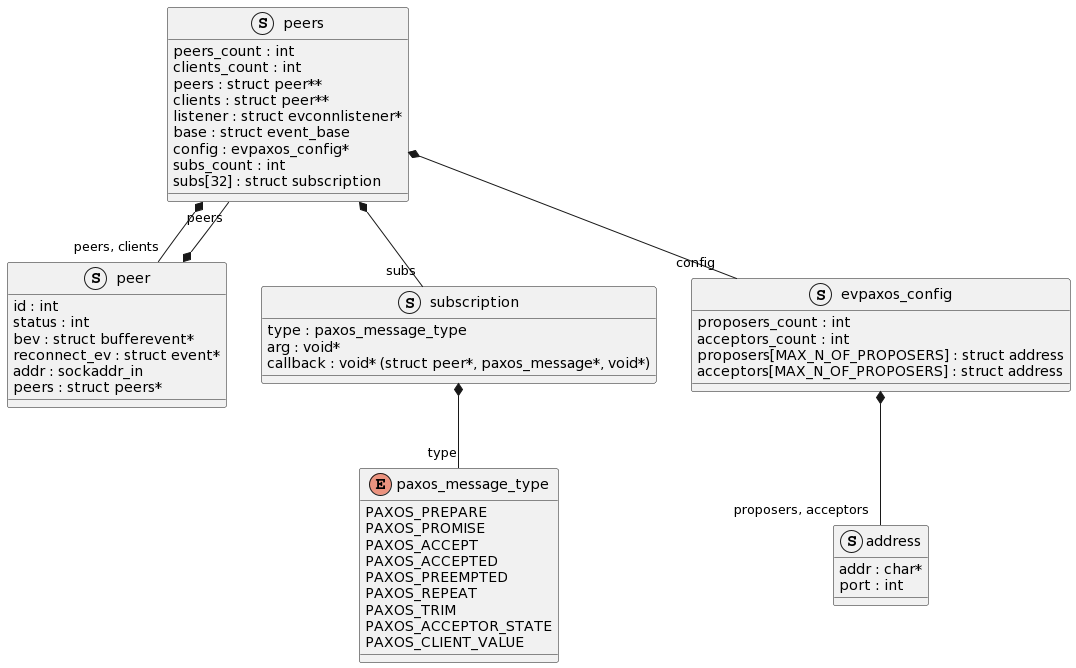 S peers
peers_count : int
clients_count : int
peers : struct peer**
clients : struct peer**
listener : struct evconnlistener*
base : struct event_base
config : evpaxos_config*
subs_count : int
subs[32] : struct subscription
peers
peers, clients
subs
config
S peer
id : int
status : int
bev : struct bufferevent*
reconnect_ev : struct event*
addr : sockaddr_in
peers : struct peers*
S subscription
type : paxos_message_type
arg : void*
callback : void* (struct peer*, paxos_message*, void*)
S evpaxos_config
proposers_count : int
acceptors_count : int
proposers[MAX_N_OF_PROPOSERS] : struct address
acceptors[MAX_N_OF_PROPOSERS] : struct address
type
proposers, acceptors
E paxos_message_type
PAXOS_PREPARE
PAXOS_PROMISE
PAXOS_ACCEPT
PAXOS_ACCEPTED
PAXOS_PREEMPTED
PAXOS_REPEAT
PAXOS_TRIM
PAXOS_ACCEPTOR_STATE
PAXOS_CLIENT_VALUE
S address
addr : char*
port : int